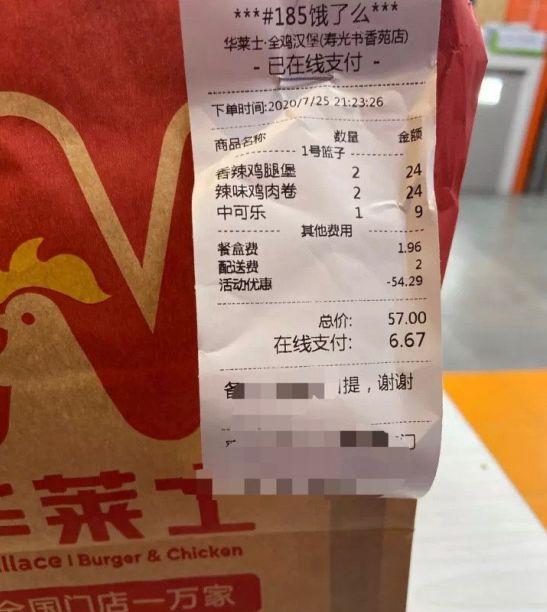 ***#185饿了么***
华莱士·全鸡汉堡(寿光书香苑店)
- 已在线支付 -
下单时间:2020/7/25 21:23:26
商品名称 数量 金额
1号篮子
香辣鸡腿堡 2 24
辣味鸡肉卷 2 24
中可乐 1 9
其他费用
餐盒费 1.96
配送费 2
活动优惠 -54.29
总价: 57.00
在线支付: 6.67
提，谢谢
莱士
llace | Burger & Chicken
全国门店一万家